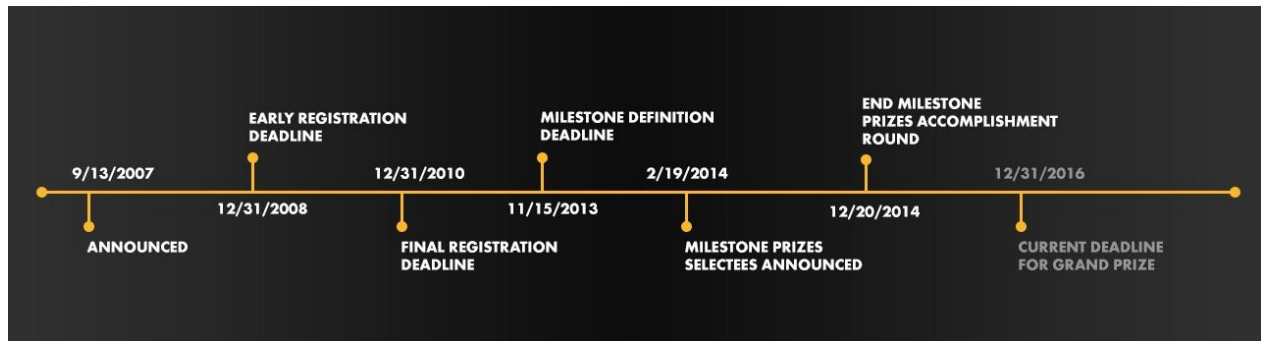 9/13/2007
ANNOUNCED
EARLY REGISTRATION
DEADLINE
12/31/2008
12/31/2010
FINAL REGISTRATION
DEADLINE
MILESTONE DEFINITION
DEADLINE
11/15/2013
2/19/2014
MILESTONE PRIZES
SELECTEES ANNOUNCED
END MILESTONE
PRIZES ACCOMPLISHMENT
ROUND
12/20/2014
12/31/2016
CURRENT DEADLINE
FOR GRAND PRIZE